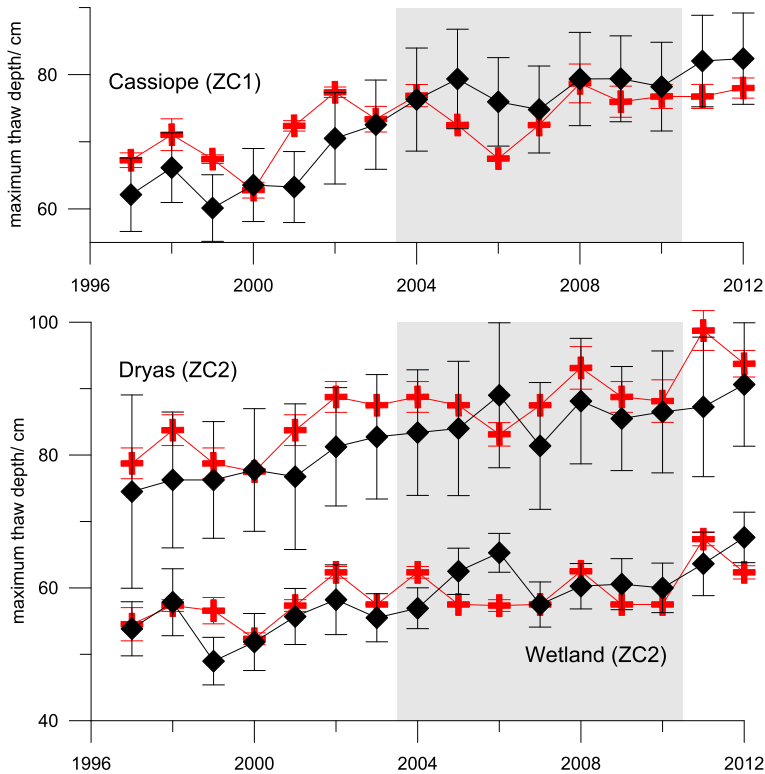 maximum thaw depth/ cm
80
60
Cassiope (ZC1)
1996 2000 2004 2008 2012
maximum thaw depth/ cm
100
80
60
40
Dryas (ZC2)
Wetland (ZC2)
1996 2000 2004 2008 2012